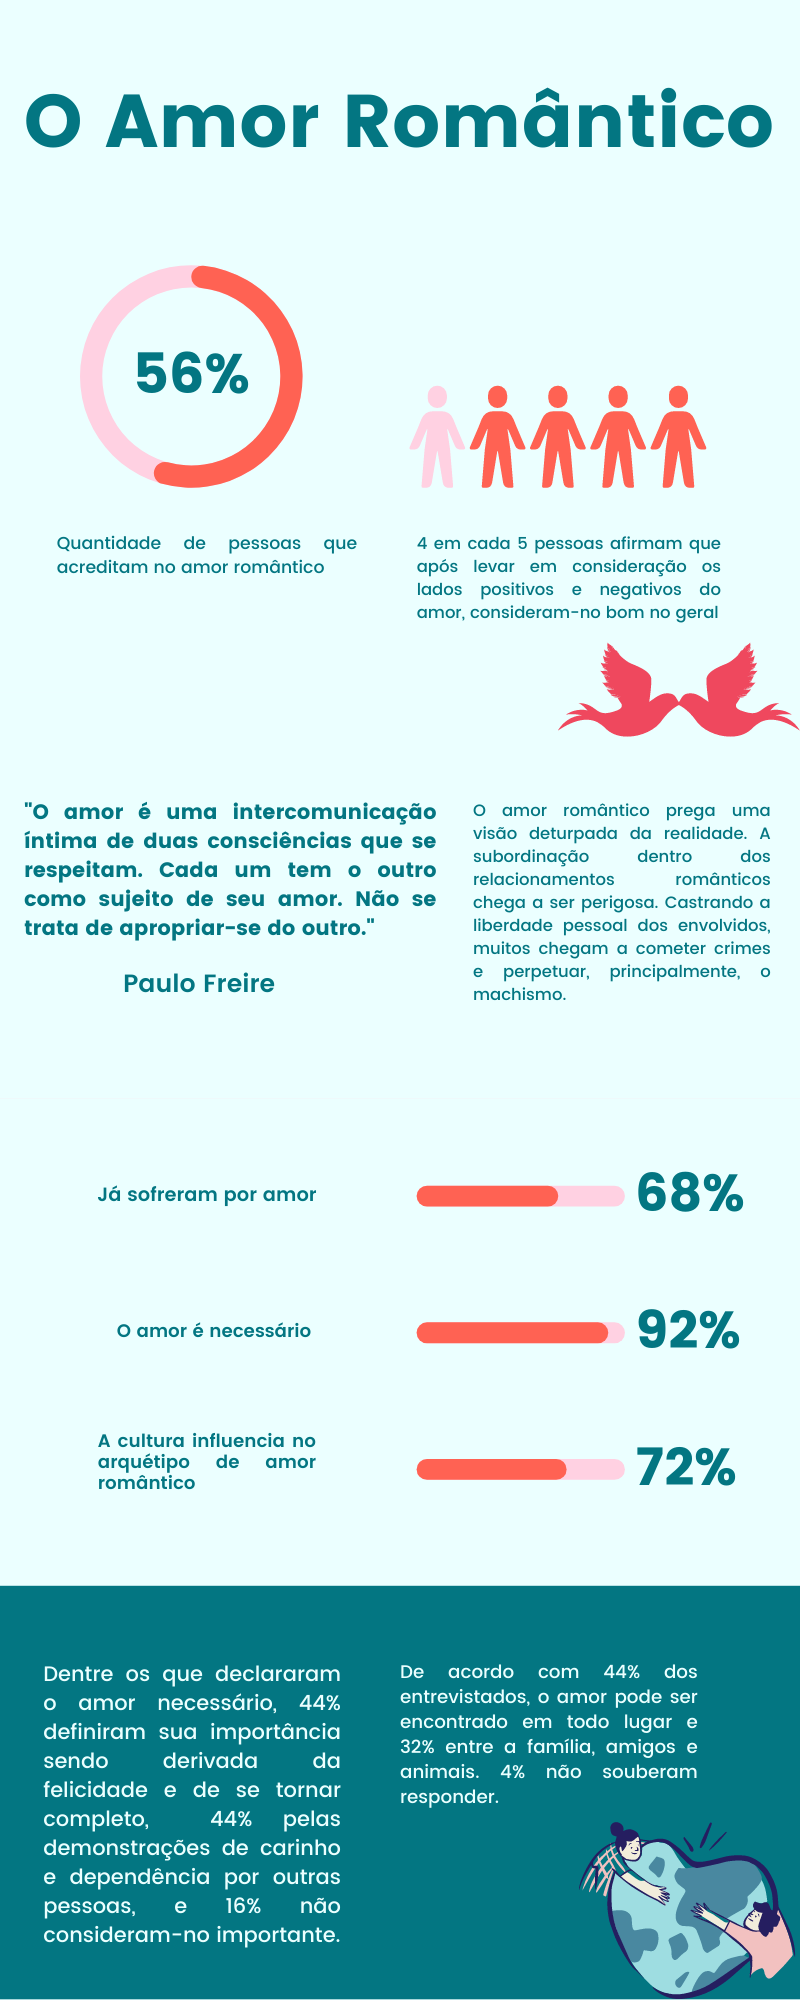 O Amor Romântico
56%
Quantidade de pessoas que
acreditam no amor romântico
4 em cada 5 pessoas afirmam que
após levar em consideração os
lados positivos e negativos do
amor, consideram-no bom no geral
"O amor é uma intercomunicação
íntima de duas consciências que se
respeitam. Cada um tem o outro
como sujeito de seu amor. Não se
trata de apropriar-se do outro."
Paulo Freire
O amor romântico prega uma
visão deturpada da realidade. A
subordinação dentro dos
relacionamentos românticos
chega a ser perigosa. Castrando a
liberdade pessoal dos envolvidos,
muitos chegam a cometer crimes
e perpetuar, principalmente, o
machismo.
Já sofreram por amor
68%
O amor é necessário
92%
A cultura influencia no
arquétipo de amor
romântico
72%
Dentre os que declararam
o amor necessário, 44%
definiram sua importância
sendo derivada da
felicidade e de se tornar
completo, 44% pelas
demonstrações de carinho
e dependência por outras
pessoas, e 16% não
consideram-no importante.
De acordo com 44% dos
entrevistados, o amor pode ser
encontrado em todo lugar e
32% entre a família, amigos e
animais. 4% não souberam
responder.